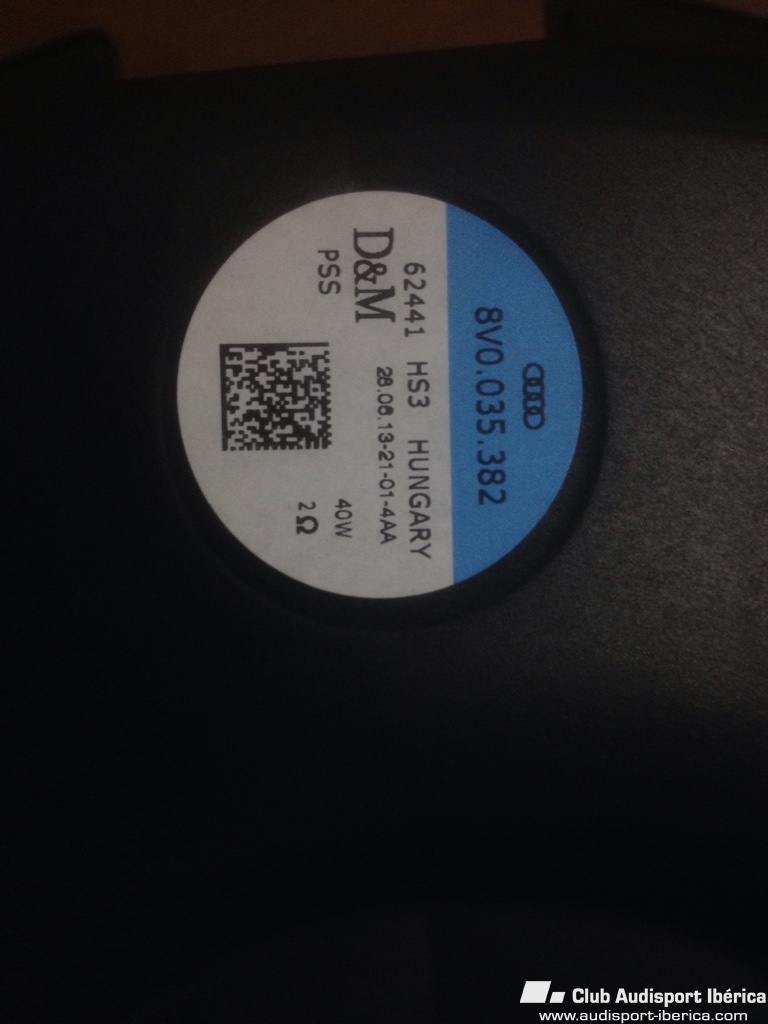 8V0.035.382
62441 HS3 HUNGARY
D&M 28.06.13-21-01-4AA
PSS
40W
2 Ω
Club Audisport Ibérica
www.audisport-iberica.com